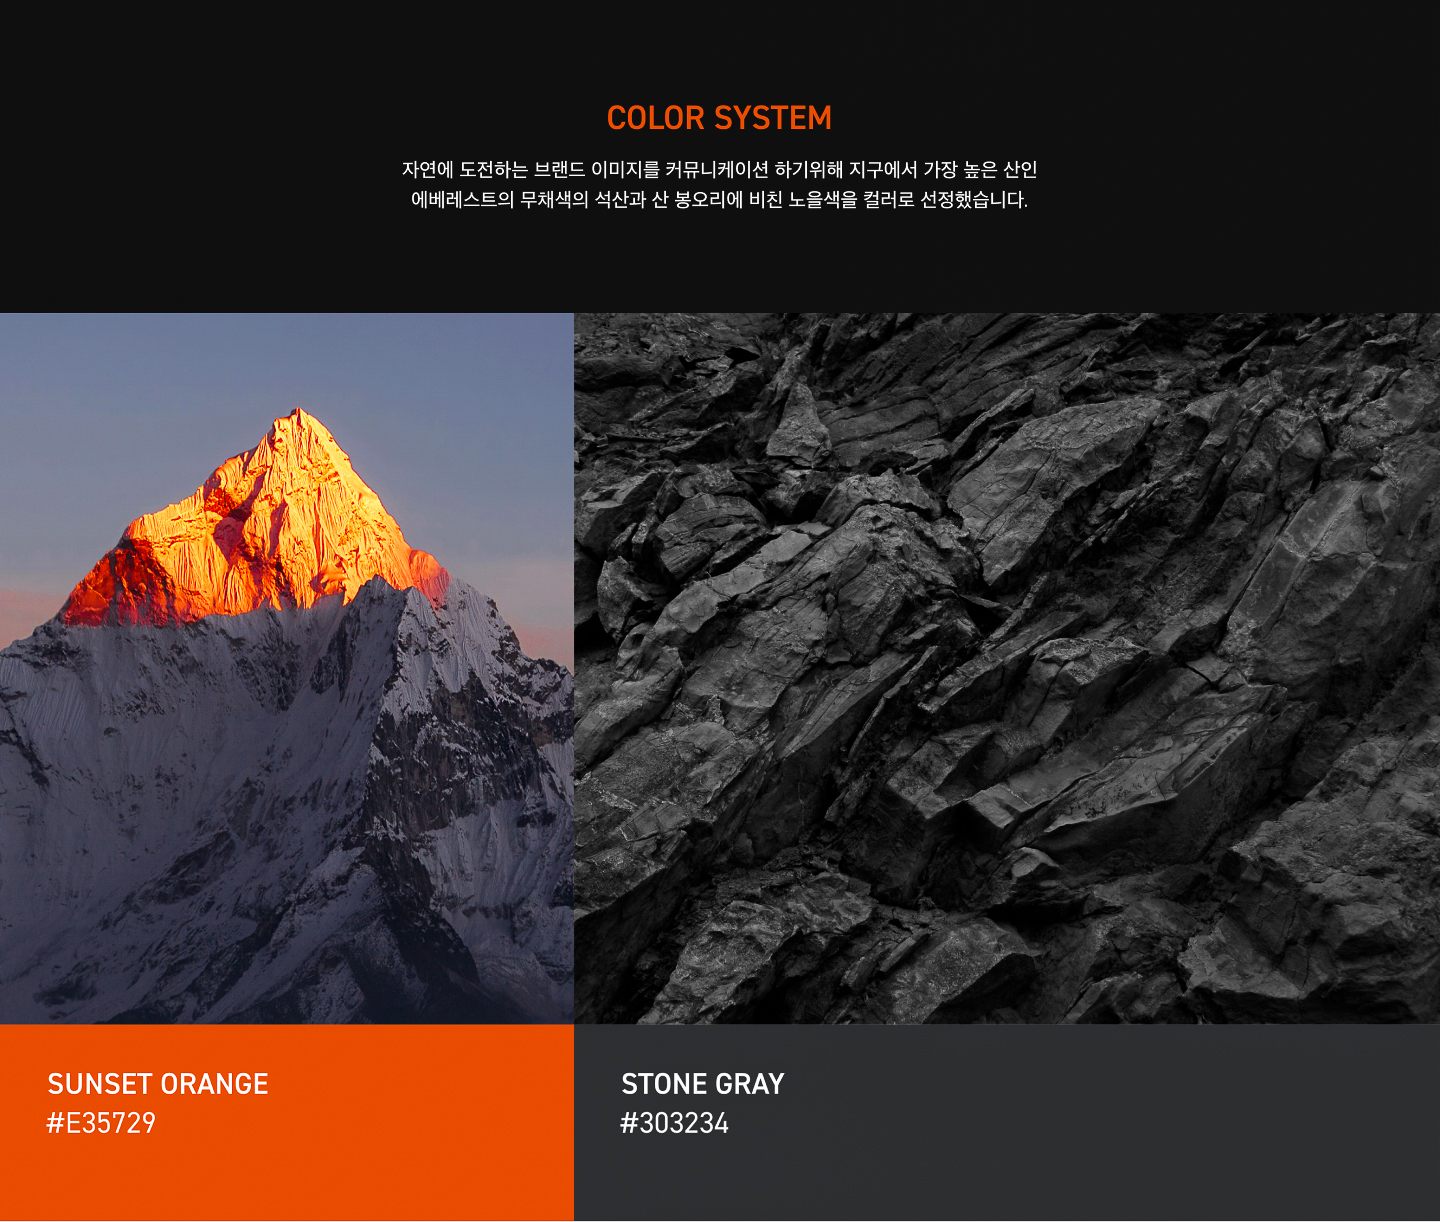 COLOR SYSTEM
자연에 도전하는 브랜드 이미지를 커뮤니케이션 하기위해 지구에서 가장 높은 산인
에베레스트의 무채색의 석산과 산 봉오리에 비친 노을색을 컬러로 선정했습니다.
SUNSET ORANGE
#E35729
STONE GRAY
#303234